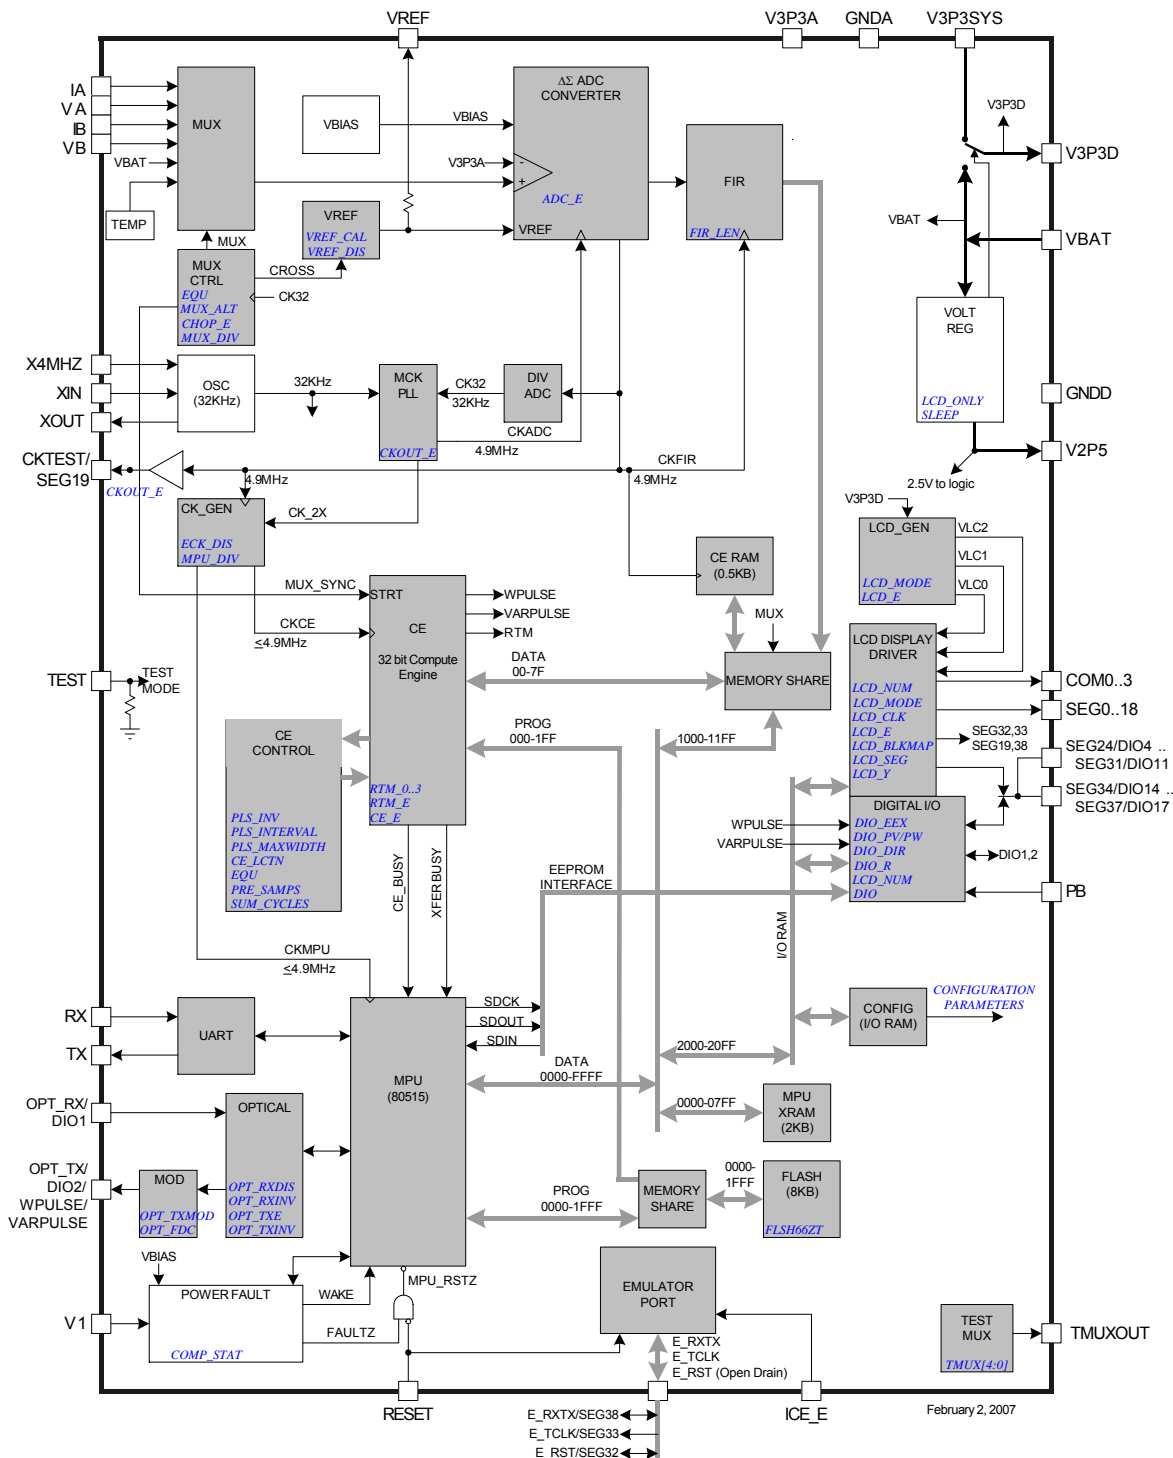 VREF
V3P3A
GNDA
V3P3SYS
IA
VA
IB
VB
VBAT
TEMP
MUX
VBIAS
VBIAS
V3P3A
ΔΣ ADC
CONVERTER
-
+
ADC_E
VREF
FIR
FIR_LEN
V3P3D
V3P3D
VBAT
VBAT
MUX
MUX
CTRL
EQU
MUX_ALT
CHOP_E
MUX_DIV
CROSS
CK32
VREF
VREF_CAL
VREF_DIS
VOLT
REG
LCD_ONLY
SLEEP
GNDD
V2P5
2.5V to logic
X4MHZ
XIN
XOUT
OSC
(32KHz)
32KHz
MCK
PLL
CKOUT_E
CK32
32KHz
DIV
ADC
CKADC
4.9MHz
CKFIR
4.9MHz
CKTEST/
SEG19
CKOUT_E
4.9MHz
CK_GEN
ECK_DIS
MPU_DIV
CK_2X
V3P3D
LCD_GEN
LCD_MODE
LCD_E
VLC2
VLC1
VLC0
CE RAM
(0.5KB)
MUX_SYNC
STRT
CE
32 bit Compute
Engine
RTM_0..3
RTM_E
CE_E
CKCE
≤4.9MHz
WPULSE
VARPULSE
RTM
DATA
00-7F
MUX
MEMORY SHARE
LCD DISPLAY
DRIVER
LCD_NUM
LCD_MODE
LCD_CLK
LCD_E
LCD_BLKMAP
LCD_SEG
LCD_Y
COM0..3
SEG0..18
SEG32,33
SEG19,38
SEG24/DIO4 ..
SEG31/DIO11
SEG34/DIO14 ..
SEG37/DIO17
TEST
TEST
MODE
CE
CONTROL
PLS_INV
PLS_INTERVAL
PLS_MAXWIDTH
CE_LCTN
EQU
PRE_SAMPS
SUM_CYCLES
PROG
000-1FF
1000-11FF
DIGITAL I/O
DIO_EEX
DIO_PV/PW
DIO_DIR
DIO_R
LCD_NUM
DIO
WPULSE
VARPULSE
DIO1,2
PB
EEPROM
INTERFACE
I/O RAM
CE_BUSY
XFER BUSY
CKMPU
≤4.9MHz
RX
TX
UART
MPU
(80515)
SDCK
SDOUT
SDIN
DATA
0000-FFFF
2000-20FF
CONFIG
(I/O RAM)
CONFIGURATION
PARAMETERS
0000-07FF
MPU
XRAM
(2KB)
OPT_RX/
DIO1
OPTICAL
OPT_RXDIS
OPT_RXINV
OPT_TXE
OPT_TXINV
OPT_TX/
DIO2/
WPULSE/
VARPULSE
MOD
OPT_TXMOD
OPT_FDC
PROG
0000-1FFF
MEMORY
SHARE
0000-
1FFF
FLASH
(8KB)
FLSH66ZT
VBIAS
V1
POWER FAULT
COMP_STAT
WAKE
FAULTZ
MPU_RSTZ
EMULATOR
PORT
E_RXTX
E_TCLK
E_RST (Open Drain)
TEST
MUX
TMUX[4:0]
TMUXOUT
RESET
ICE_E
February 2, 2007
E_RXTX/SEG38
E_TCLK/SEG33
E_RST/SEG32